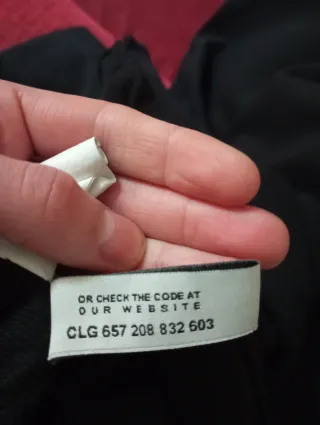 OR CHECK THE CODE AT
OUR WEBSITE
CLG 657 208 832 603